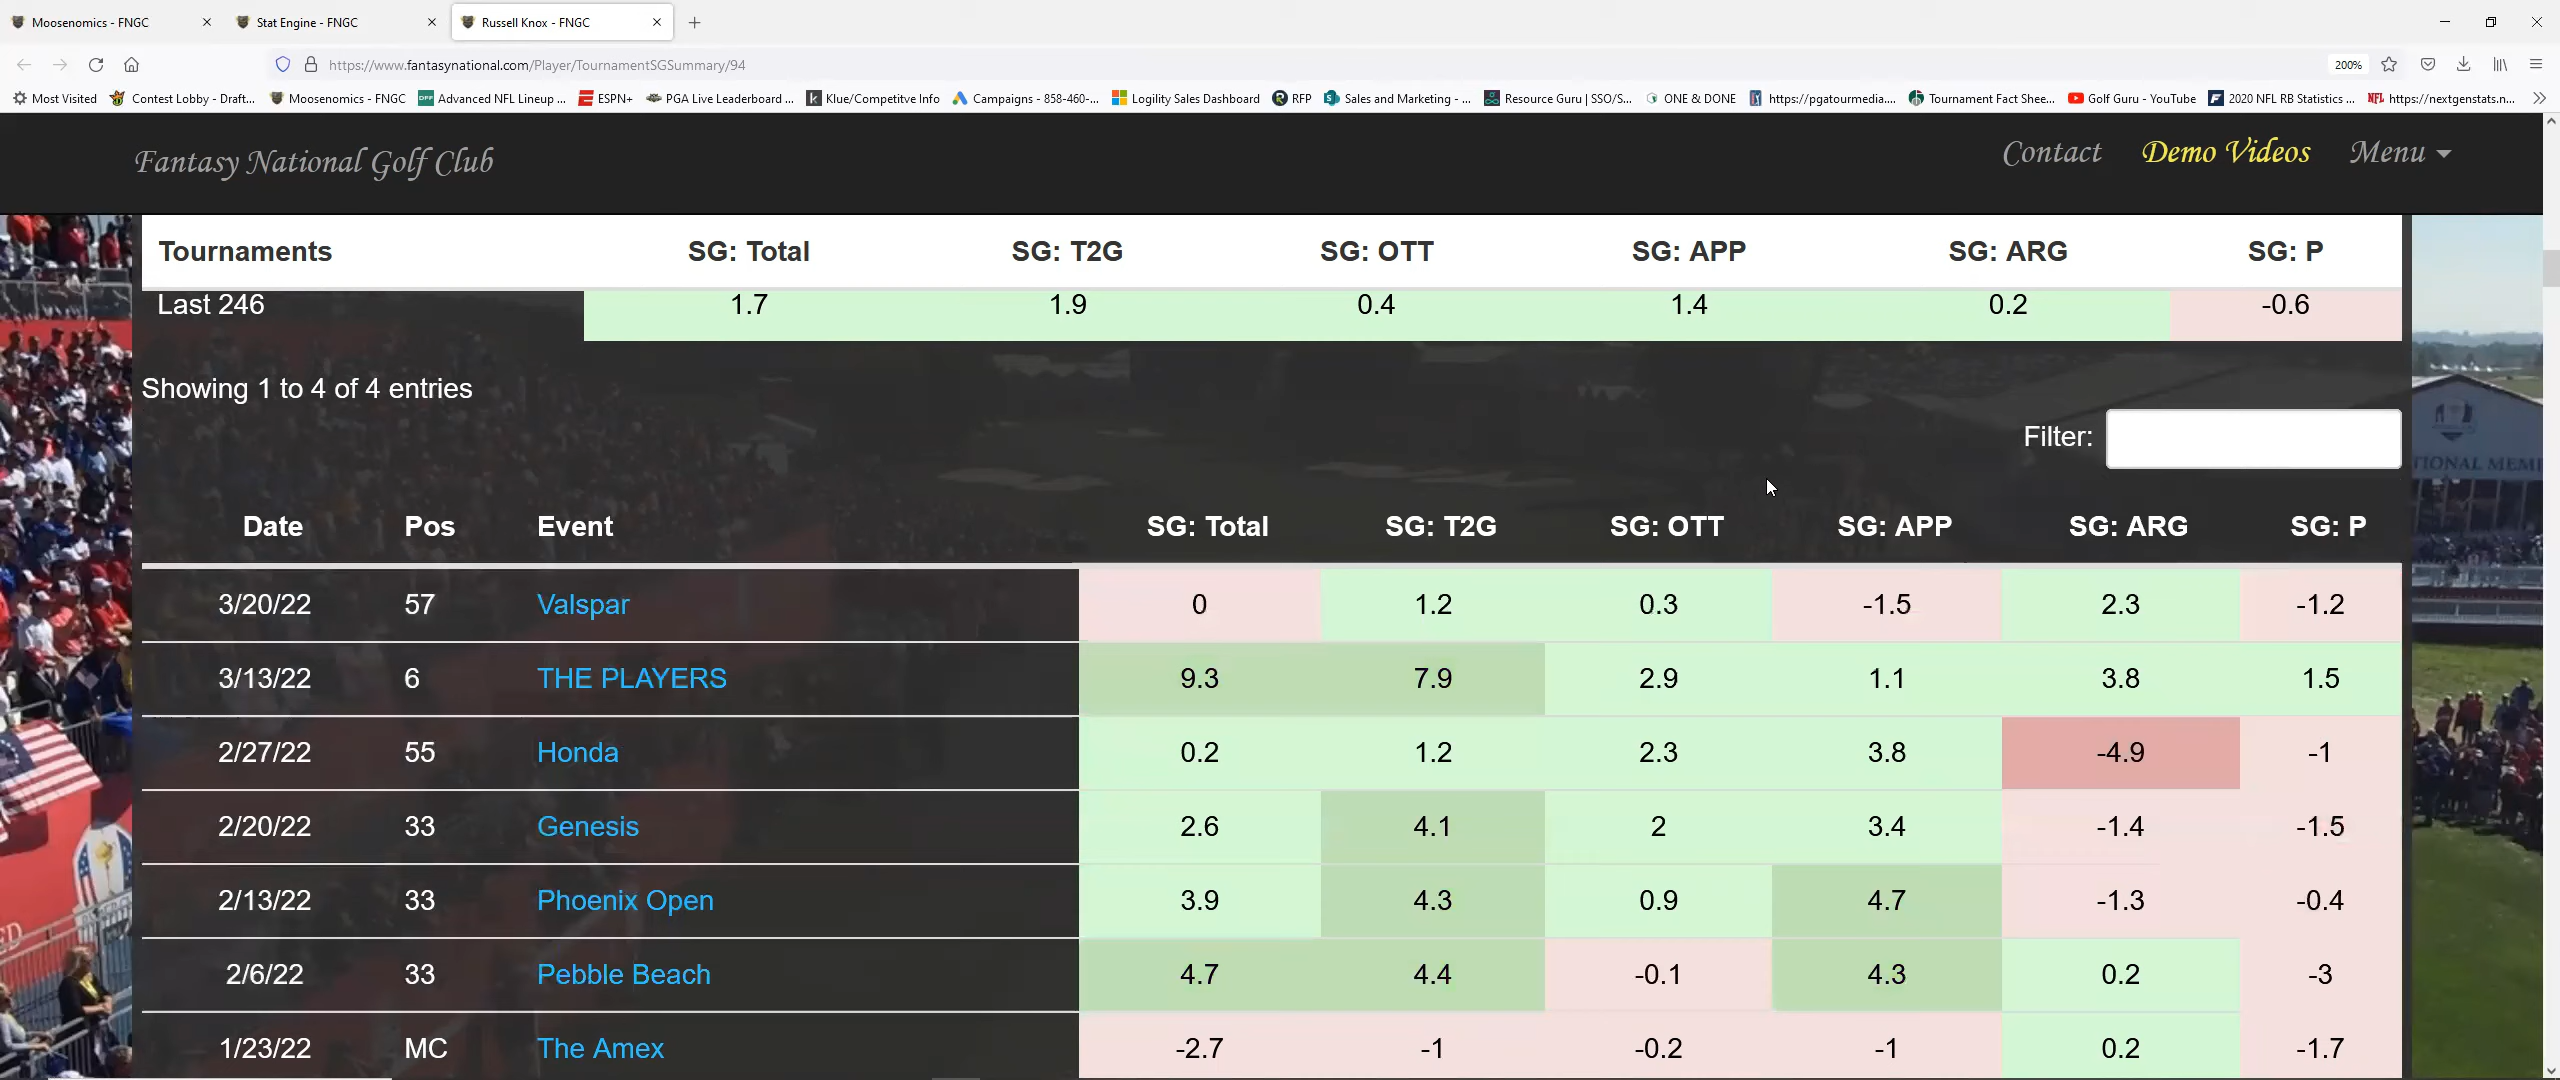 Moosenomics - FNGC
Stat Engine - FNGC
Russell Knox - FNGC
https://www.fantasynational.com/Player/TournamentSGSummary/94
200%
Most Visited
Contest Lobby - Draft...
Moosenomics - FNGC
Advanced NFL Lineup ...
ESPN+
PGA Live Leaderboard ...
Klue/Competitve Info
Campaigns - 858-460-...
Logility Sales Dashboard
RFP
Sales and Marketing - ...
Resource Guru | SSO/S...
ONE & DONE
https://pgatourmedia....
Tournament Fact Shee...
Golf Guru - YouTube
2020 NFL RB Statistics ...
https://nextgenstats.n...
Fantasy National Golf Club
Contact Demo Videos Menu
Tournaments SG: Total SG: T2G SG: OTT SG: APP SG: ARG SG: P
Last 246 1.7 1.9 0.4 1.4 0.2 -0.6
Showing 1 to 4 of 4 entries
Filter:
Date Pos Event SG: Total SG: T2G SG: OTT SG: APP SG: ARG SG: P
3/20/22 57 Valspar 0 1.2 0.3 -1.5 2.3 -1.2
3/13/22 6 THE PLAYERS 9.3 7.9 2.9 1.1 3.8 1.5
2/27/22 55 Honda 0.2 1.2 2.3 3.8 -4.9 -1
2/20/22 33 Genesis 2.6 4.1 2 3.4 -1.4 -1.5
2/13/22 33 Phoenix Open 3.9 4.3 0.9 4.7 -1.3 -0.4
2/6/22 33 Pebble Beach 4.7 4.4 -0.1 4.3 0.2 -3
1/23/22 MC The Amex -2.7 -1 -0.2 -1 0.2 -1.7